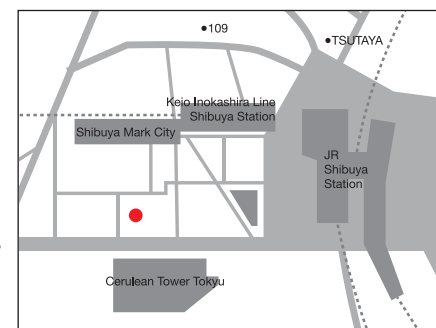 109
TSUTAYA
Keio Inokashira Line
Shibuya Station
Shibuya Mark City
JR
Shibuya
Station
Cerulean Tower Tokyu